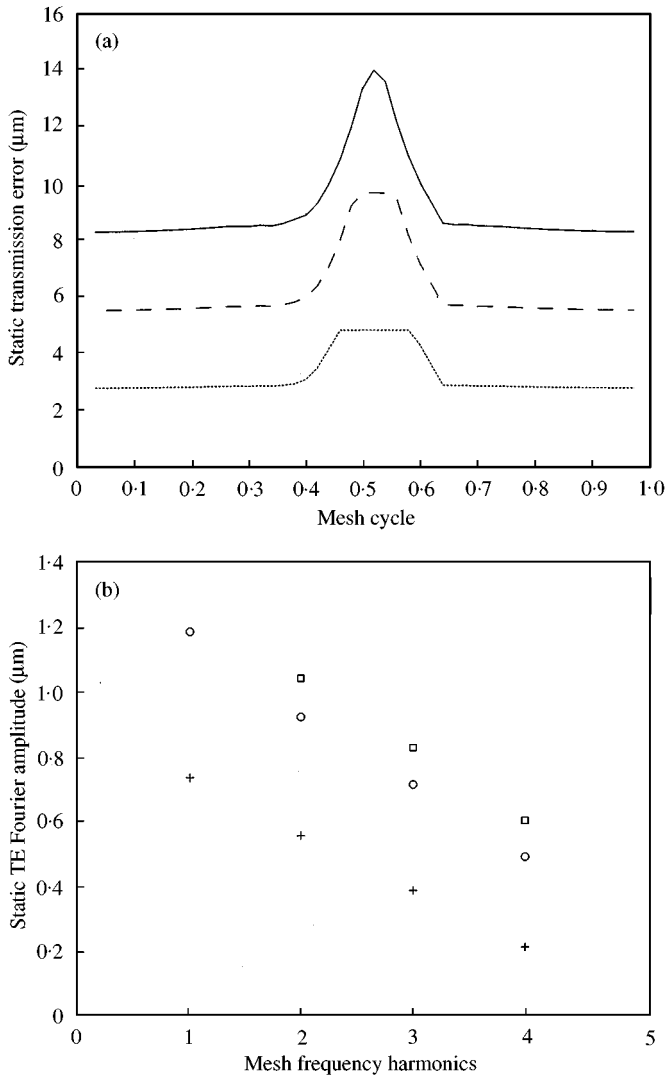 16
(a)
14
12
10
8
6
4
2
0
Static transmission error (μm)
0 0·1 0·2 0·3 0·4 0·5 0·6 0·7 0·8 0·9 1·0
Mesh cycle
1·4
(b)
1·2
1·0
0·8
0·6
0·4
0·2
0
Static TE Fourier amplitude (μm)
0 1 2 3 4 5
Mesh frequency harmonics